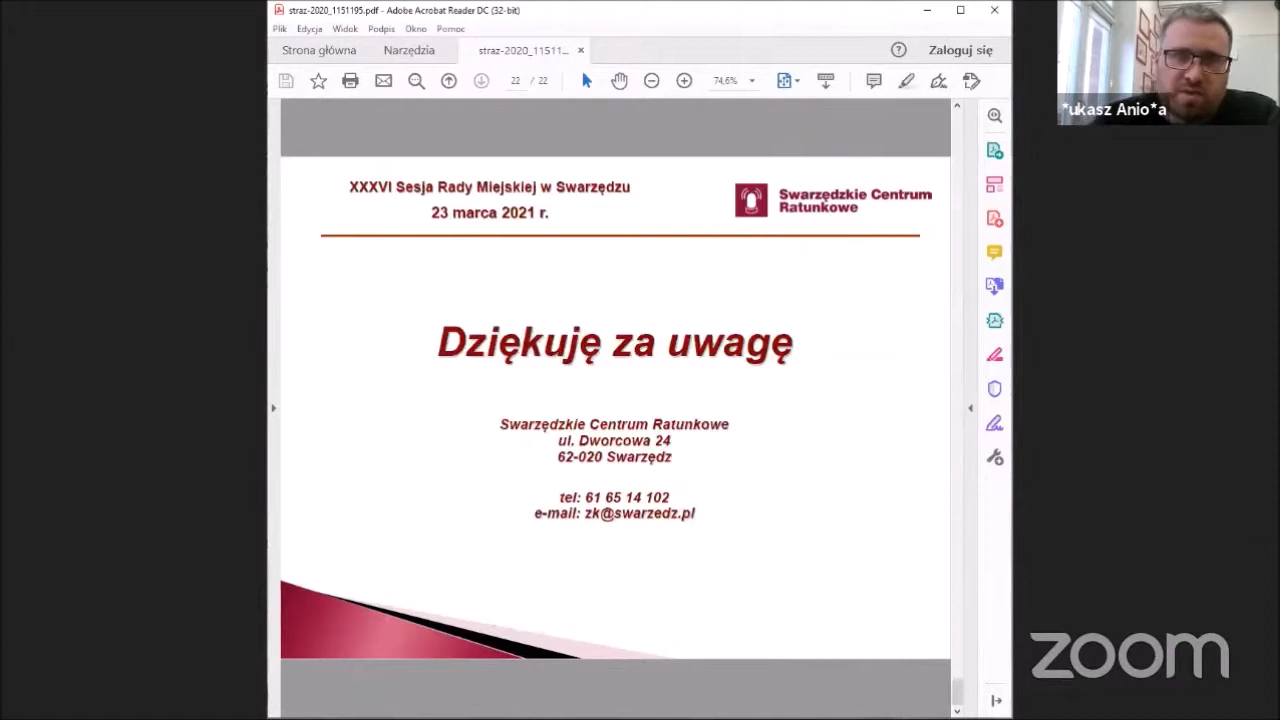 straz-2020_1151195.pdf - Adobe Acrobat Reader DC (32-bit)
Plik Edycja Widok Podpis Okno Pomoc
Strona główna Narzędzia straz-2020_11511... × Zaloguj się
22 / 22 74,6%
*ukasz Anio*a
XXXVI Sesja Rady Miejskiej w Swarzędzu
23 marca 2021 r.
Swarzędzkie Centrum
Ratunkowe
Dziękuję za uwagę
Swarzędzkie Centrum Ratunkowe
ul. Dworcowa 24
62-020 Swarzędz
tel: 61 65 14 102
e-mail: zk@swarzedz.pl
zoom